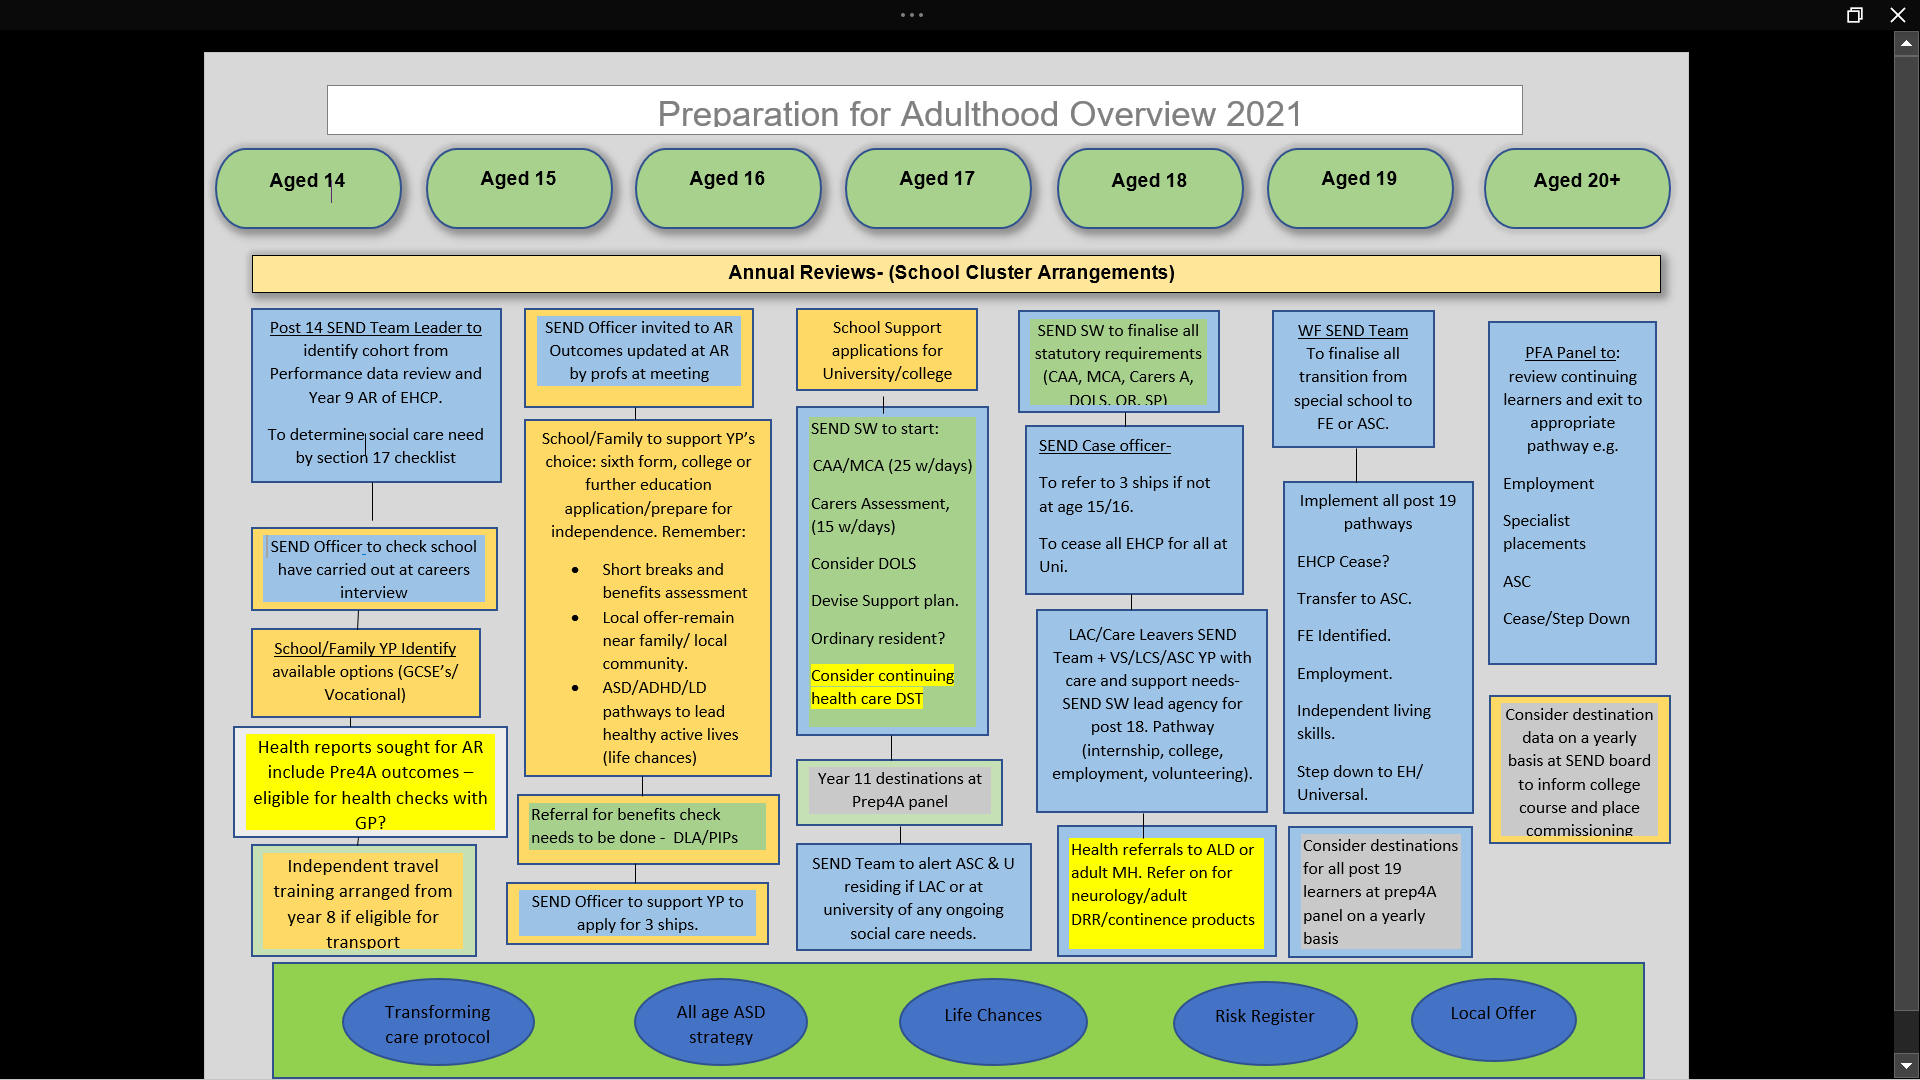 Preparation for Adulthood Overview 2021
Aged 14
Aged 15
Aged 16
Aged 17
Aged 18
Aged 19
Aged 20+
Annual Reviews- (School Cluster Arrangements)
Post 14 SEND Team Leader to
identify cohort from
Performance data review and
Year 9 AR of EHCP.
To determine social care need
by section 17 checklist
SEND Officer to check school
have carried out at careers
interview
School/Family YP Identify
available options (GCSE's/
Vocational)
Health reports sought for AR
include Pre4A outcomes –
eligible for health checks with
GP?
Independent travel
training arranged from
year 8 if eligible for
transport
SEND Officer invited to AR
Outcomes updated at AR
by profs at meeting
School/Family to support YP's
choice: sixth form, college or
further education
application/prepare for
independence. Remember:
• Short breaks and
benefits assessment
• Local offer-remain
near family/ local
community.
• ASD/ADHD/LD
pathways to lead
healthy active lives
(life chances)
Referral for benefits check
needs to be done - DLA/PIPs
SEND Officer to support YP to
apply for 3 ships.
School Support
applications for
University/college
SEND SW to start:
CAA/MCA (25 w/days)
Carers Assessment,
(15 w/days)
Consider DOLS
Devise Support plan.
Ordinary resident?
Consider continuing
health care DST
Year 11 destinations at
Prep4A panel
SEND Team to alert ASC & U
residing if LAC or at
university of any ongoing
social care needs.
SEND SW to finalise all
statutory requirements
(CAA, MCA, Carers A,
DOLS, OR, SP)
SEND Case officer-
To refer to 3 ships if not
at age 15/16.
To cease all EHCP for all at
Uni.
LAC/Care Leavers SEND
Team + VS/LCS/ASC YP with
care and support needs-
SEND SW lead agency for
post 18. Pathway
(internship, college,
employment, volunteering).
Health referrals to ALD or
adult MH. Refer on for
neurology/adult
DRR/continence products
WF SEND Team
To finalise all
transition from
special school to
FE or ASC.
Implement all post 19
pathways
EHCP Cease?
Transfer to ASC.
FE Identified.
Employment.
Independent living
skills.
Step down to EH/
Universal.
Consider destinations
for all post 19
learners at prep4A
panel on a yearly
basis
PFA Panel to:
review continuing
learners and exit to
appropriate
pathway e.g.
Employment
Specialist
placements
ASC
Cease/Step Down
Consider destination
data on a yearly
basis at SEND board
to inform college
course and place
commissioning
Transforming
care protocol
All age ASD
strategy
Life Chances
Risk Register
Local Offer